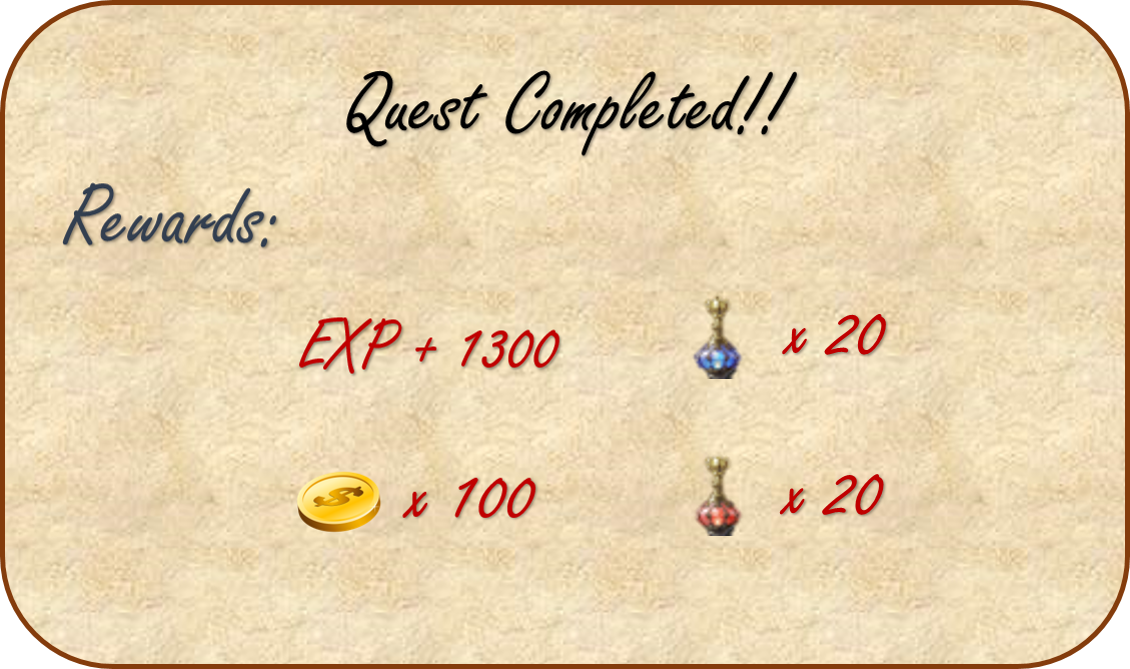 Quest Completed!!
Rewards:
EXP + 1300
x 20
x 100
x 20